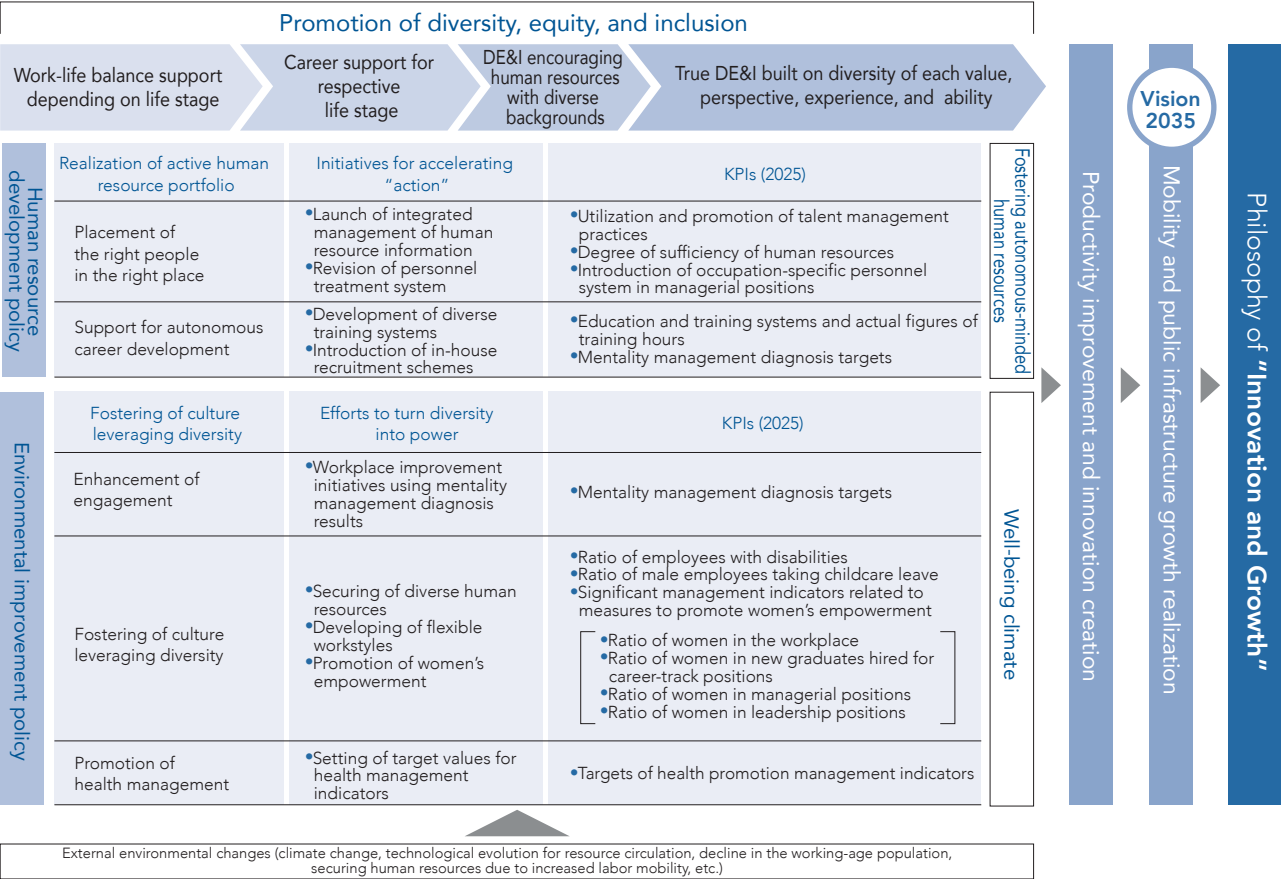 Promotion of diversity, equity, and inclusion
Work-life balance support
depending on life stage
Career support for
respective
life stage
DE&I encouraging
human resources
with diverse
backgrounds
True DE&I built on diversity of each value,
perspective, experience, and ability
Human resource
development policy
Realization of active human
resource portfolio
Initiatives for accelerating
“action”
KPIs (2025)
Placement of
the right people
in the right place
•Launch of integrated
management of human
resource information
•Revision of personnel
treatment system
•Utilization and promotion of talent management
practices
•Degree of sufficiency of human resources
•Introduction of occupation-specific personnel
system in managerial positions
Support for autonomous
career development
•Development of diverse
training systems
•Introduction of in-house
recruitment schemes
•Education and training systems and actual figures of
training hours
•Mentality management diagnosis targets
Fostering autonomous-minded
human resources
Environmental improvement policy
Fostering of culture
leveraging diversity
Efforts to turn diversity
into power
KPIs (2025)
Enhancement of
engagement
•Workplace improvement
initiatives using mentality
management diagnosis
results
•Mentality management diagnosis targets
Fostering of culture
leveraging diversity
•Securing of diverse human
resources
•Developing of flexible
workstyles
•Promotion of women’s
empowerment
•Ratio of employees with disabilities
•Ratio of male employees taking childcare leave
•Significant management indicators related to
measures to promote women’s empowerment
•Ratio of women in the workplace
•Ratio of women in new graduates hired for
career-track positions
•Ratio of women in managerial positions
•Ratio of women in leadership positions
Promotion of
health management
•Setting of target values for
health management
indicators
•Targets of health promotion management indicators
Well-being climate
Productivity improvement and innovation creation
Vision
2035
Mobility and public infrastructure growth realization
Philosophy of “Innovation and Growth”
External environmental changes (climate change, technological evolution for resource circulation, decline in the working-age population,
securing human resources due to increased labor mobility, etc.)